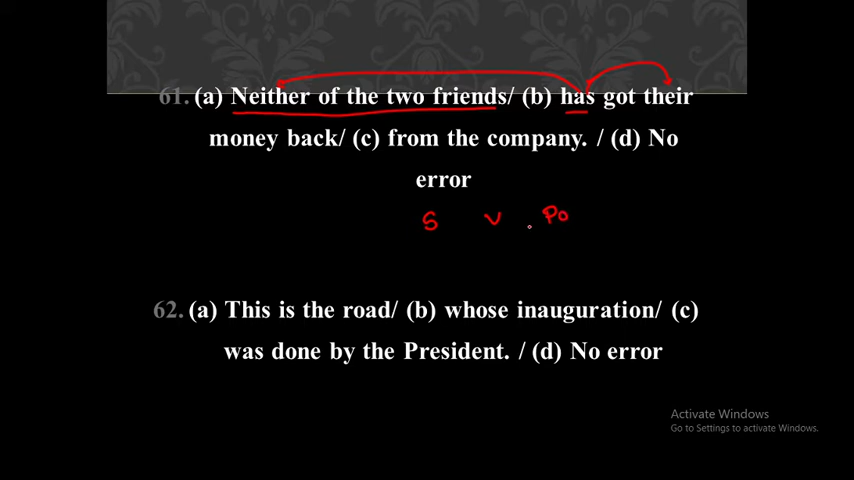 61. (a) Neither of the two friends/ (b) has got their
money back/ (c) from the company. / (d) No
error
S V . Po
62. (a) This is the road/ (b) whose inauguration/ (c)
was done by the President. / (d) No error
Activate Windows
Go to Settings to activate Windows.